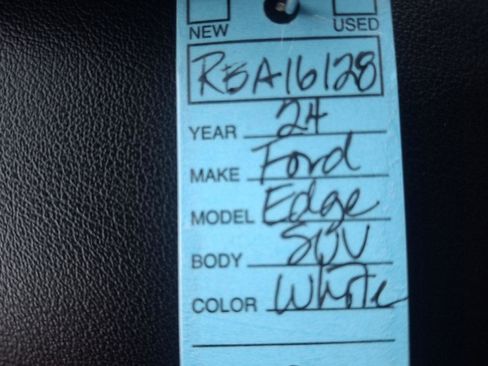 NEW USED
RBA16128
YEAR 24
MAKE Ford
MODEL Edge
BODY SUV
COLOR White